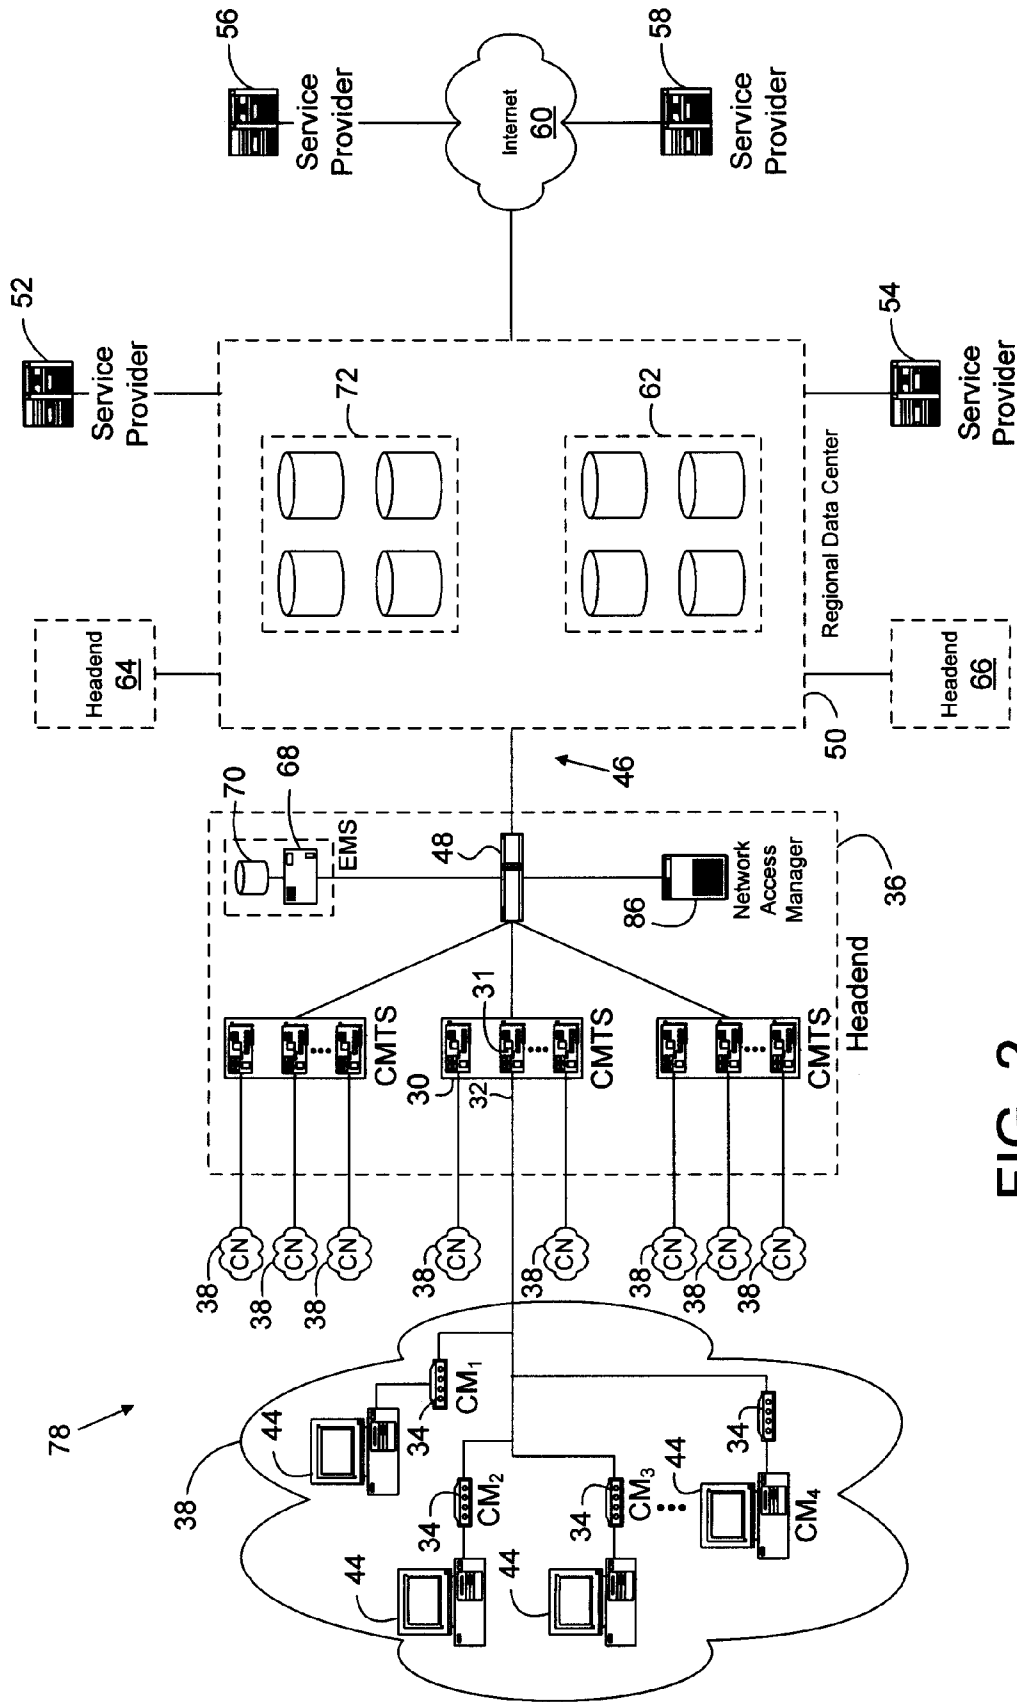 78
38
44
44
44
44
34
34
34
34
CM₁
CM₂
CM₃
CM₄
38
CN
38
CN
38
CN
38
CN
38
CN
38
CN
38
CN
38
CN
30
32
31
CMTS
CMTS
CMTS
70
68
EMS
48
86
Network
Access
Manager
Headend
36
46
50
Headend
64
Headend
66
72
62
Regional Data Center
52
Service
Provider
54
Service
Provider
56
Service
Provider
Internet
60
58
Service
Provider
FIG. 2